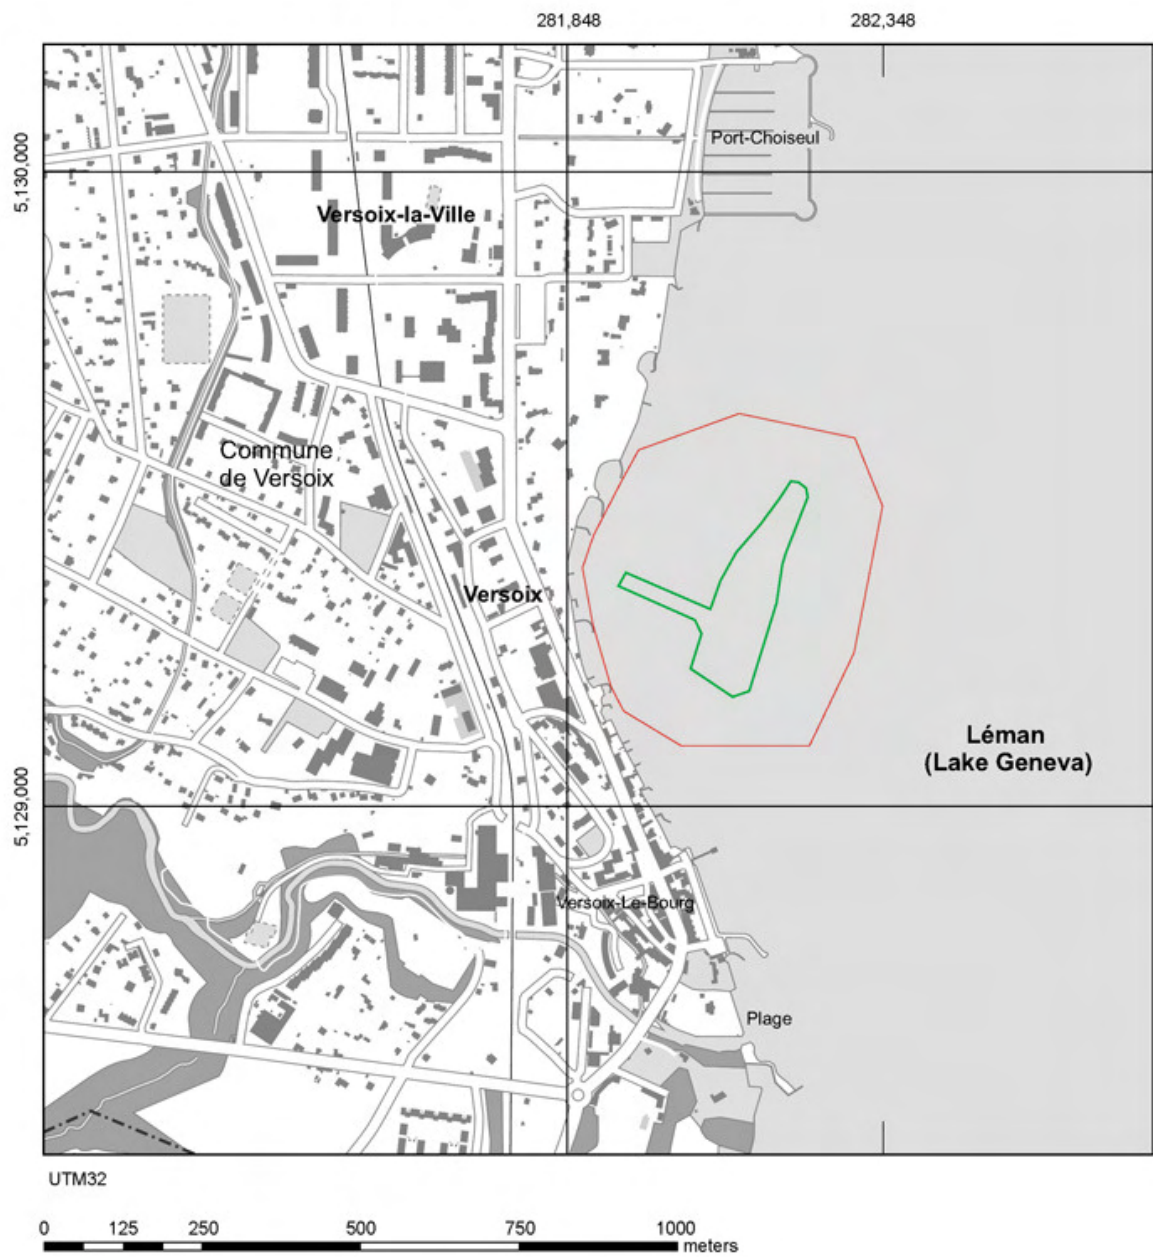 281,848
282,348
Port-Choiseul
5,130,000
Versoix-la-Ville
Commune
de Versoix
Versoix
Léman
(Lake Geneva)
5,129,000
Versoix-Le-Bourg
Plage
UTM32
0 125 250 500 750 1000
meters